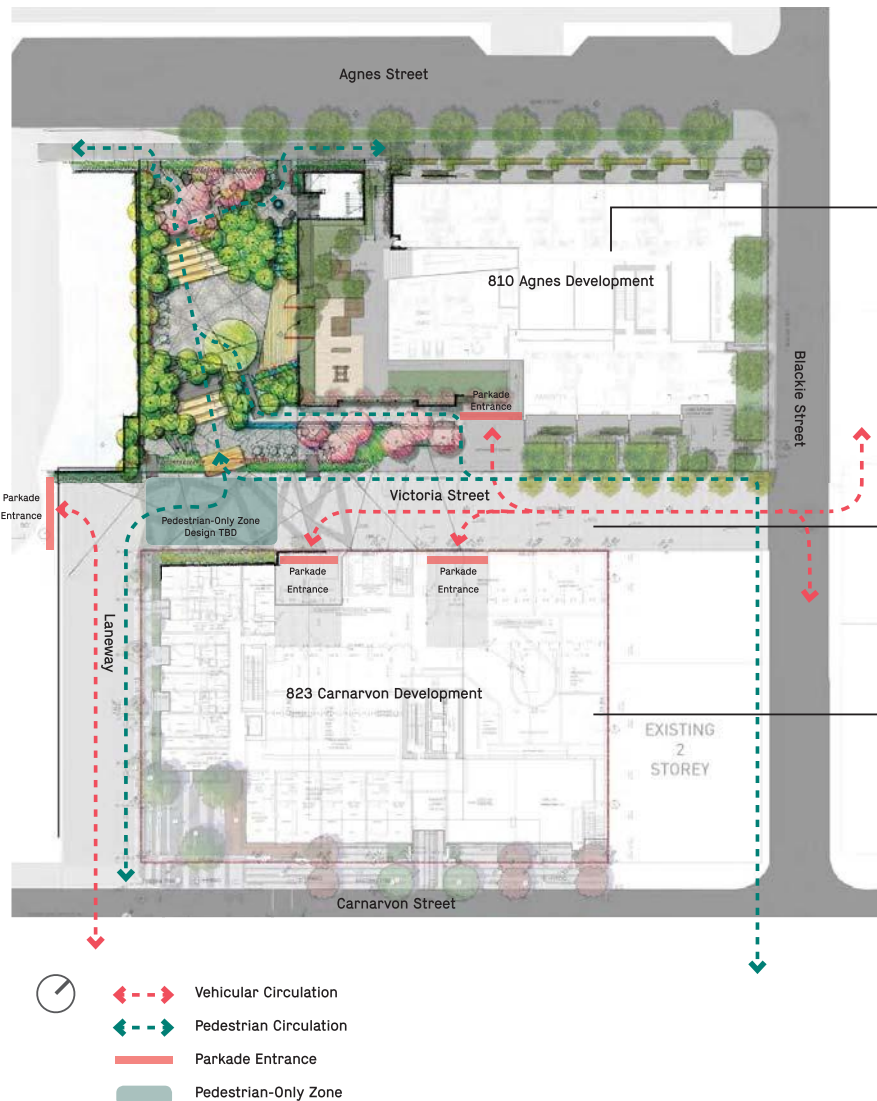 Agnes Street
810 Agnes Development
Blackie Street
Parkade
Entrance
Victoria Street
Parkade
Entrance
Pedestrian-Only Zone
Design TBD
Parkade
Entrance
Parkade
Entrance
Laneway
823 Carnarvon Development
EXISTING
2
STOREY
Carnarvon Street
Vehicular Circulation
Pedestrian Circulation
Parkade Entrance
Pedestrian-Only Zone